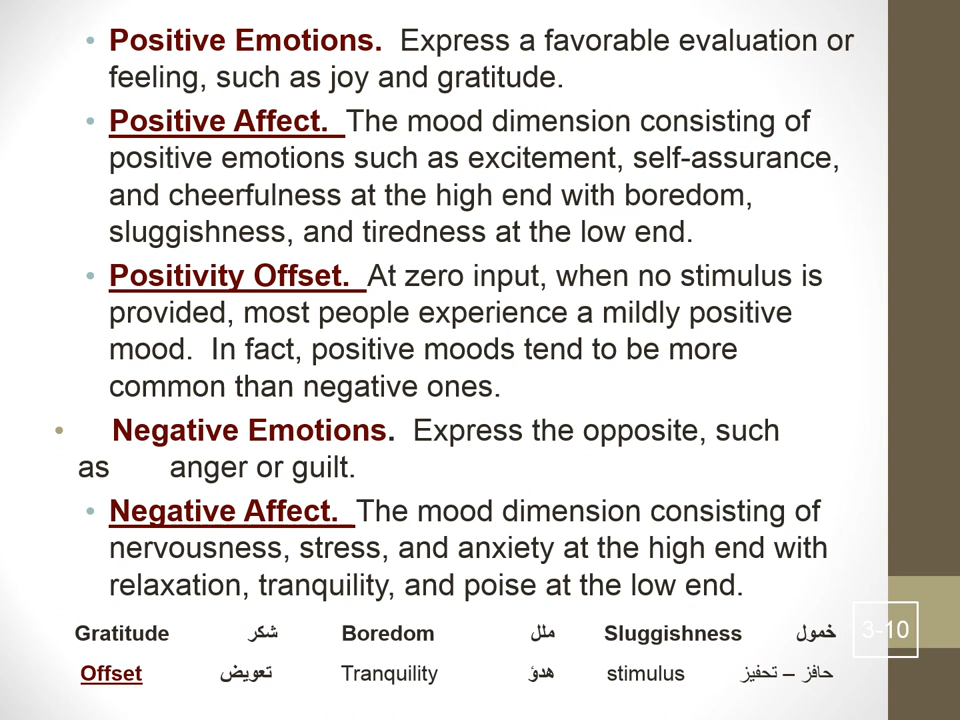 • Positive Emotions. Express a favorable evaluation or
feeling, such as joy and gratitude.
• Positive Affect. The mood dimension consisting of
positive emotions such as excitement, self-assurance,
and cheerfulness at the high end with boredom,
sluggishness, and tiredness at the low end.
• Positivity Offset. At zero input, when no stimulus is
provided, most people experience a mildly positive
mood. In fact, positive moods tend to be more
common than negative ones.
• Negative Emotions. Express the opposite, such
as anger or guilt.
• Negative Affect. The mood dimension consisting of
nervousness, stress, and anxiety at the high end with
relaxation, tranquility, and poise at the low end.
Gratitude شكر Boredom ملل Sluggishness خمول
3-10
Offset تعويض Tranquility هدؤ stimulus حافز – تحفيز